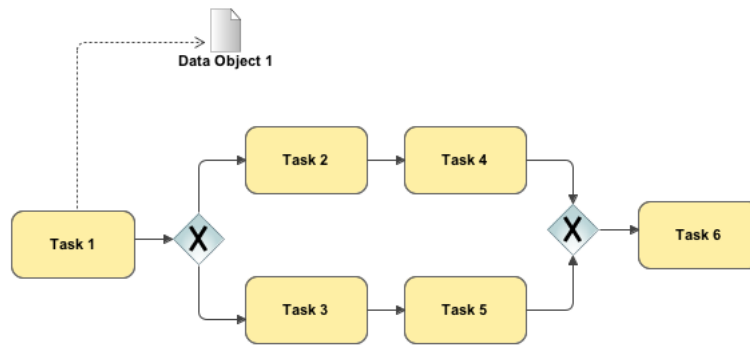 Data Object 1
Task 2
Task 4
Task 1
X
X
Task 6
Task 3
Task 5